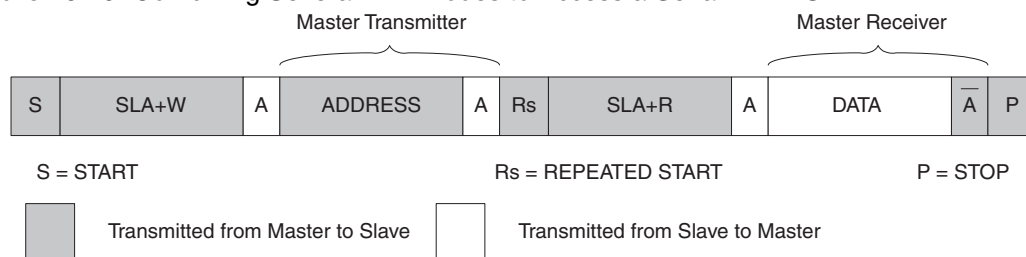 Master Transmitter Master Receiver
S SLA+W A ADDRESS A Rs SLA+R A DATA A̅ P
S = START Rs = REPEATED START P = STOP
Transmitted from Master to Slave Transmitted from Slave to Master